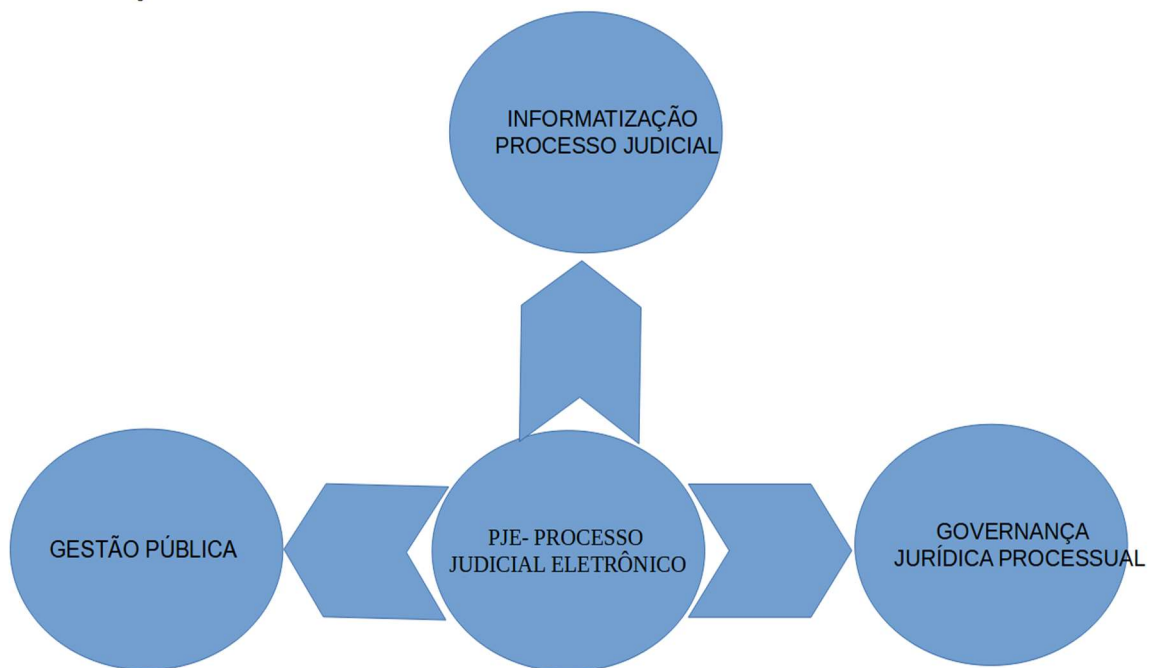 INFORMATIZAÇÃO
PROCESSO JUDICIAL
GESTÃO PÚBLICA
PJE- PROCESSO
JUDICIAL ELETRÔNICO
GOVERNANÇA
JURÍDICA PROCESSUAL